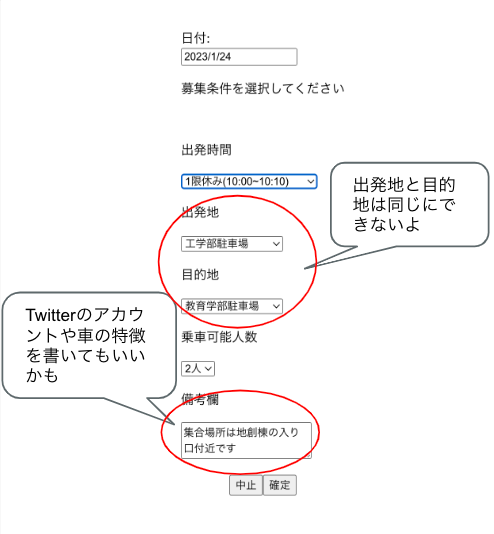 日付:
2023/1/24
募集条件を選択してください
出発時間
1限休み(10:00~10:10)
出発地と目的
地は同じにで
きないよ
出発地
工学部駐車場
目的地
教育学部駐車場
Twitterのアカウ
ントや車の特徴
を書いてもいい
かも
乗車可能人数
2人
備考欄
集合場所は地創棟の入り
口付近です
中止 確定